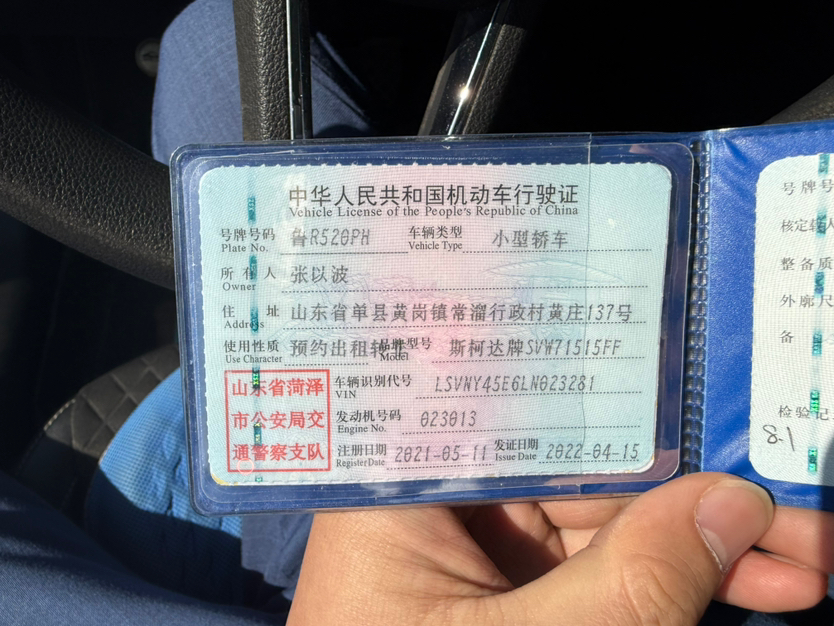 中华人民共和国机动车行驶证
Vehicle License of the People's Republic of China
号牌号码 鲁R520PH 车辆类型 小型轿车
Plate No. Vehicle Type
所有人 张以波
Owner
住址 山东省单县黄岗镇常溜行政村黄庄137号
Address
使用性质 预约出租转 品牌型号 斯柯达牌SVW71515FF
Use Character Model
山东省菏泽
市公安局交
通警察支队
车辆识别代号 LSVNY45E6LN023281
VIN
发动机号码 023013
Engine No.
注册日期 2021-05-11 发证日期 2022-04-15
Register Date Issue Date
号牌号
核定载人
整备质
外廓尺
备
检验记
8-1